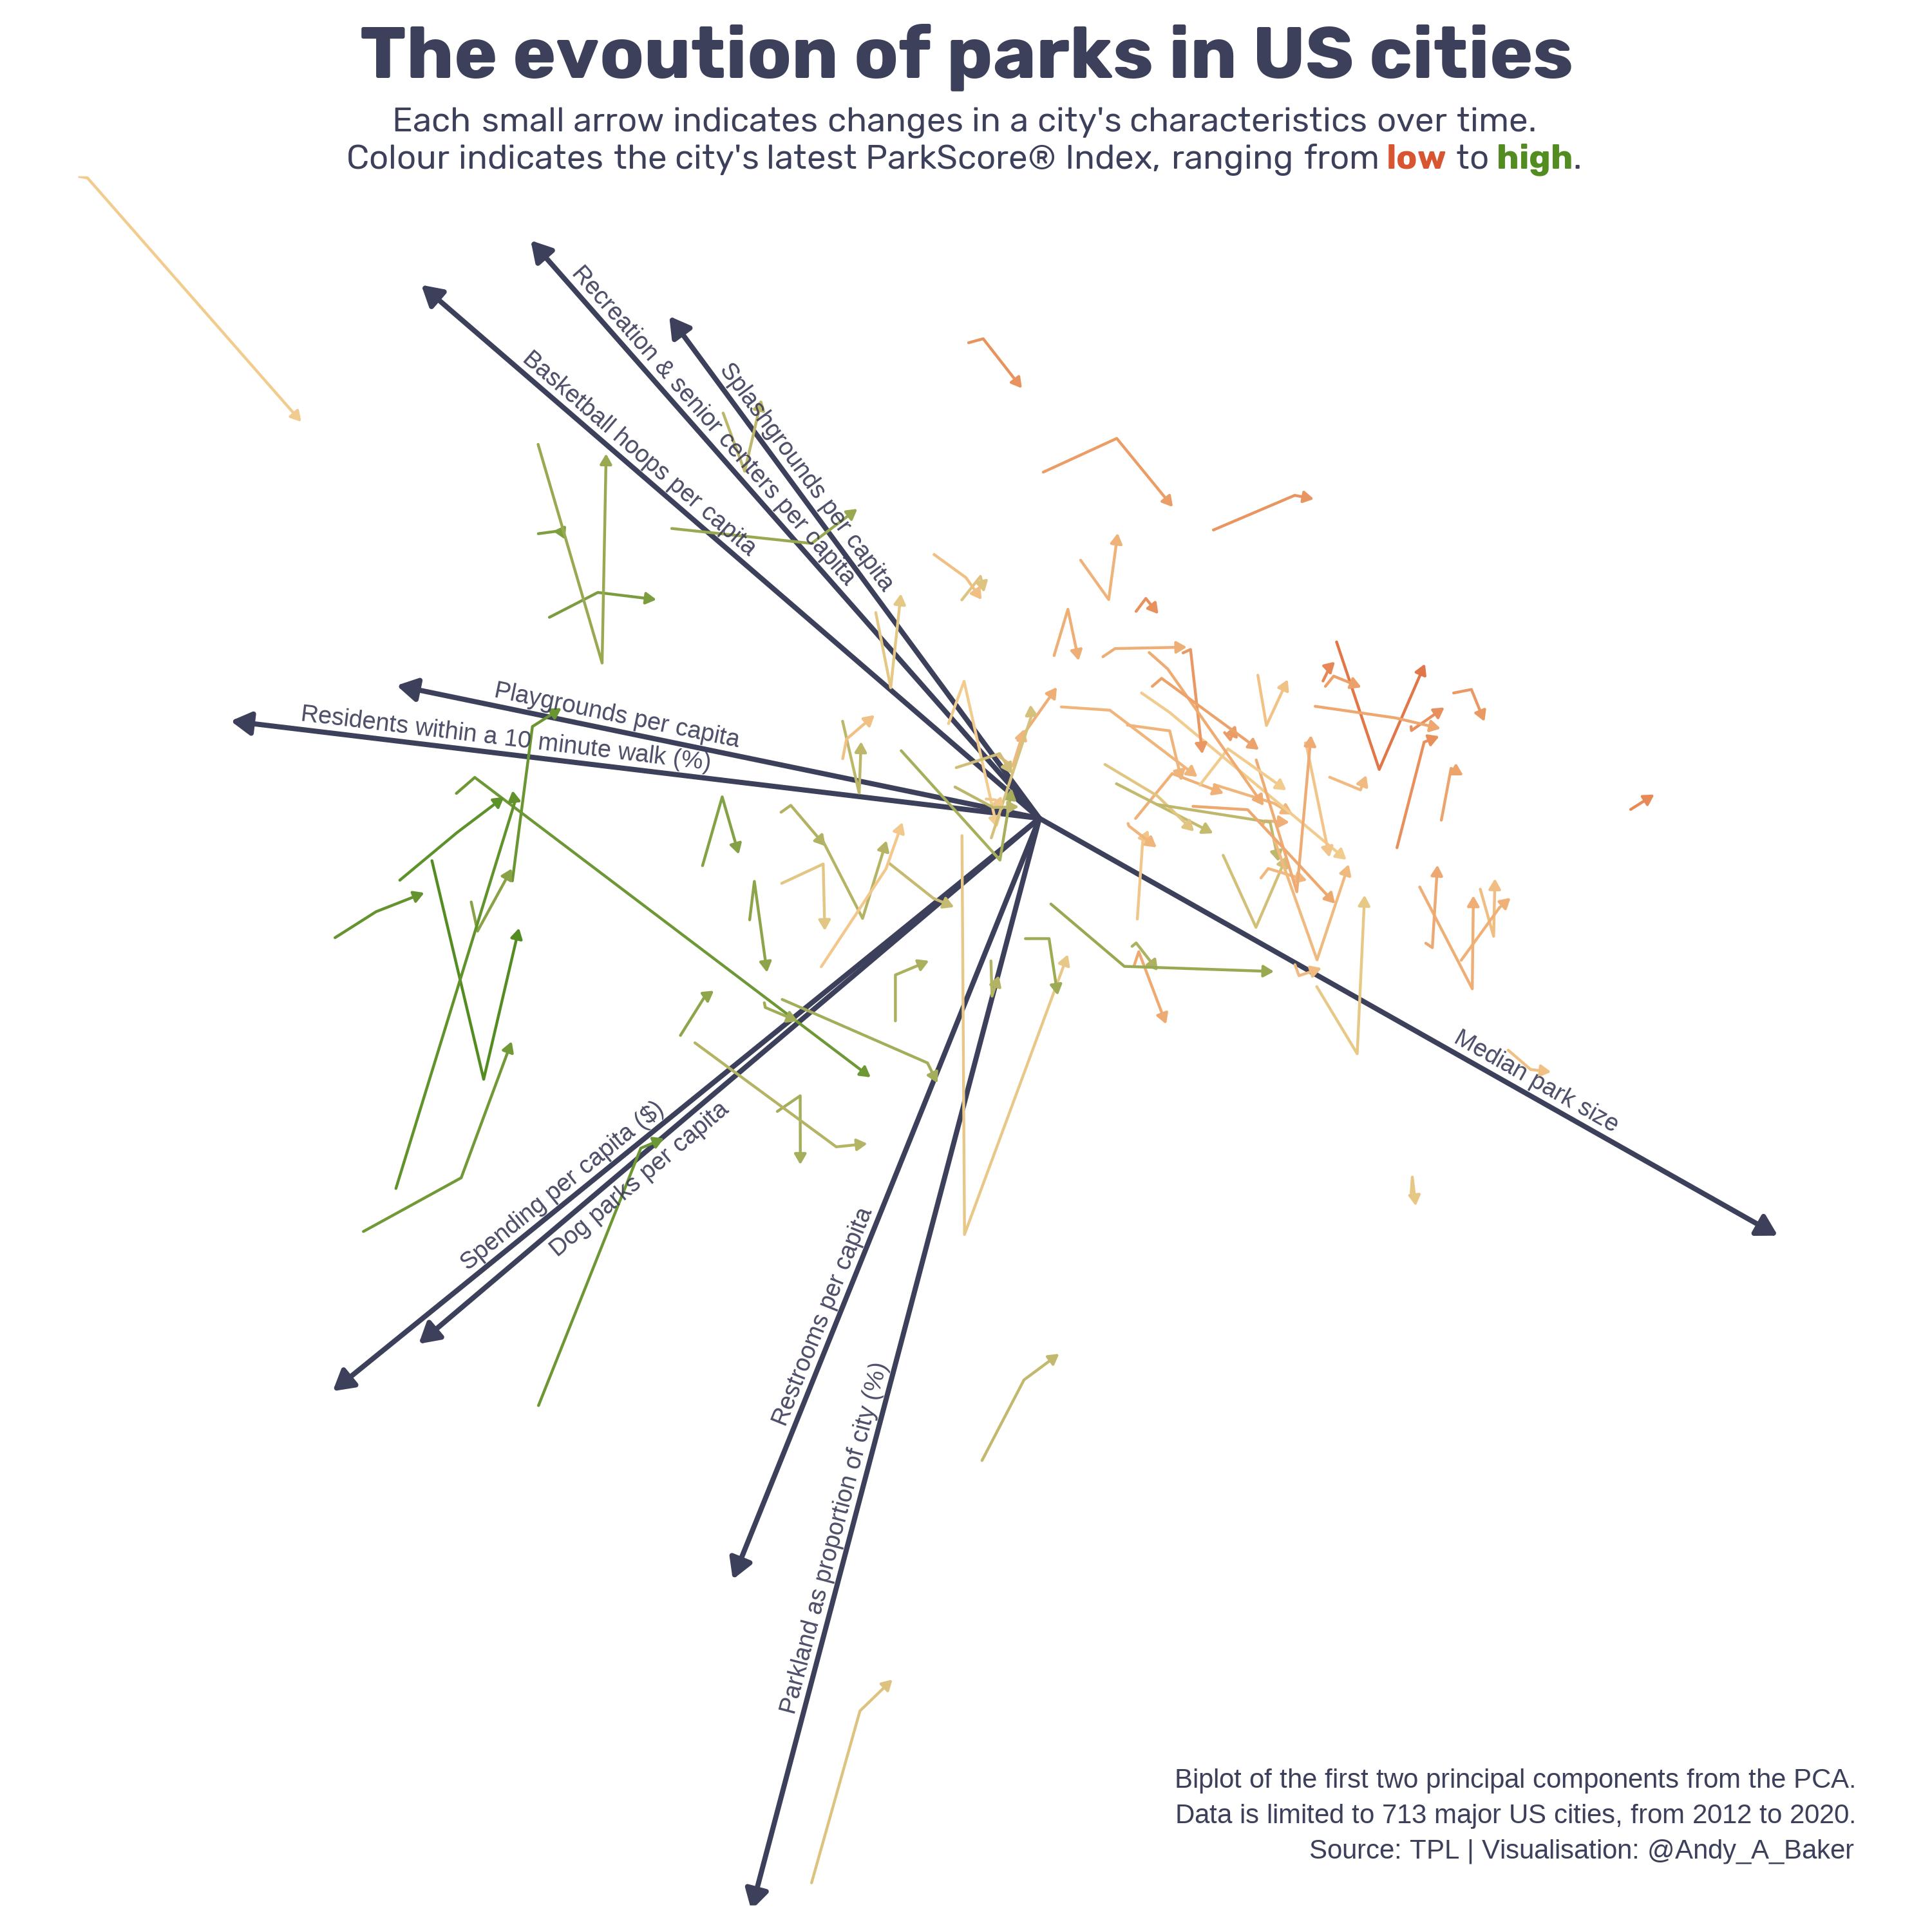 The evoution of parks in US cities
Each small arrow indicates changes in a city's characteristics over time.
Colour indicates the city's latest ParkScore® Index, ranging from low to high.
Recreation & senior centers per capita
Splashgrounds per capita
Basketball hoops per capita
Playgrounds per capita
Residents within a 10 minute walk (%)
Median park size
Spending per capita ($)
Dog parks per capita
Restrooms per capita
Parkland as proportion of city (%)
Biplot of the first two principal components from the PCA.
Data is limited to 713 major US cities, from 2012 to 2020.
Source: TPL | Visualisation: @Andy_A_Baker